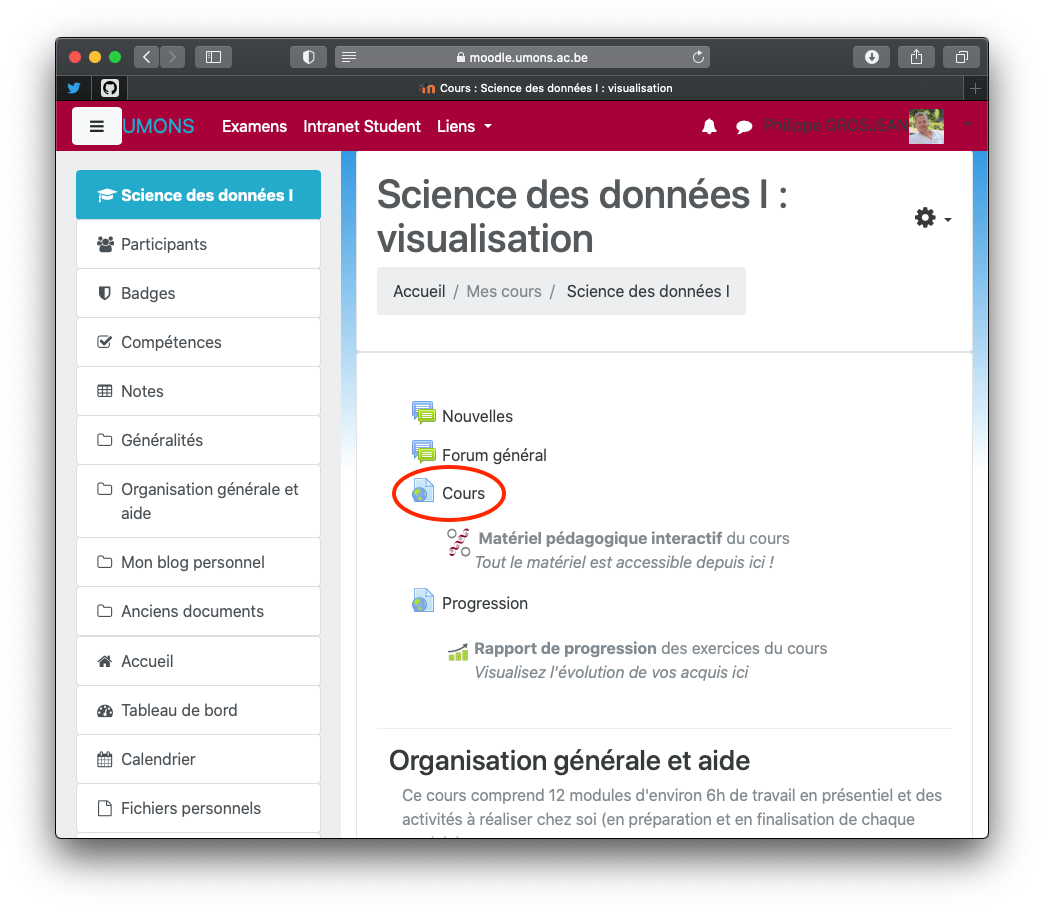 moodle.umons.ac.be
Cours : Science des données I : visualisation
UMONS Examens Intranet Student Liens Philippe GROSJEAN
Science des données I
Participants
Badges
Compétences
Notes
Généralités
Organisation générale et
aide
Mon blog personnel
Anciens documents
Accueil
Tableau de bord
Calendrier
Fichiers personnels
Science des données I :
visualisation
Accueil / Mes cours / Science des données I
Nouvelles
Forum général
Cours
Matériel pédagogique interactif du cours
Tout le matériel est accessible depuis ici !
Progression
Rapport de progression des exercices du cours
Visualisez l'évolution de vos acquis ici
Organisation générale et aide
Ce cours comprend 12 modules d'environ 6h de travail en présentiel et des
activités à réaliser chez soi (en préparation et en finalisation de chaque